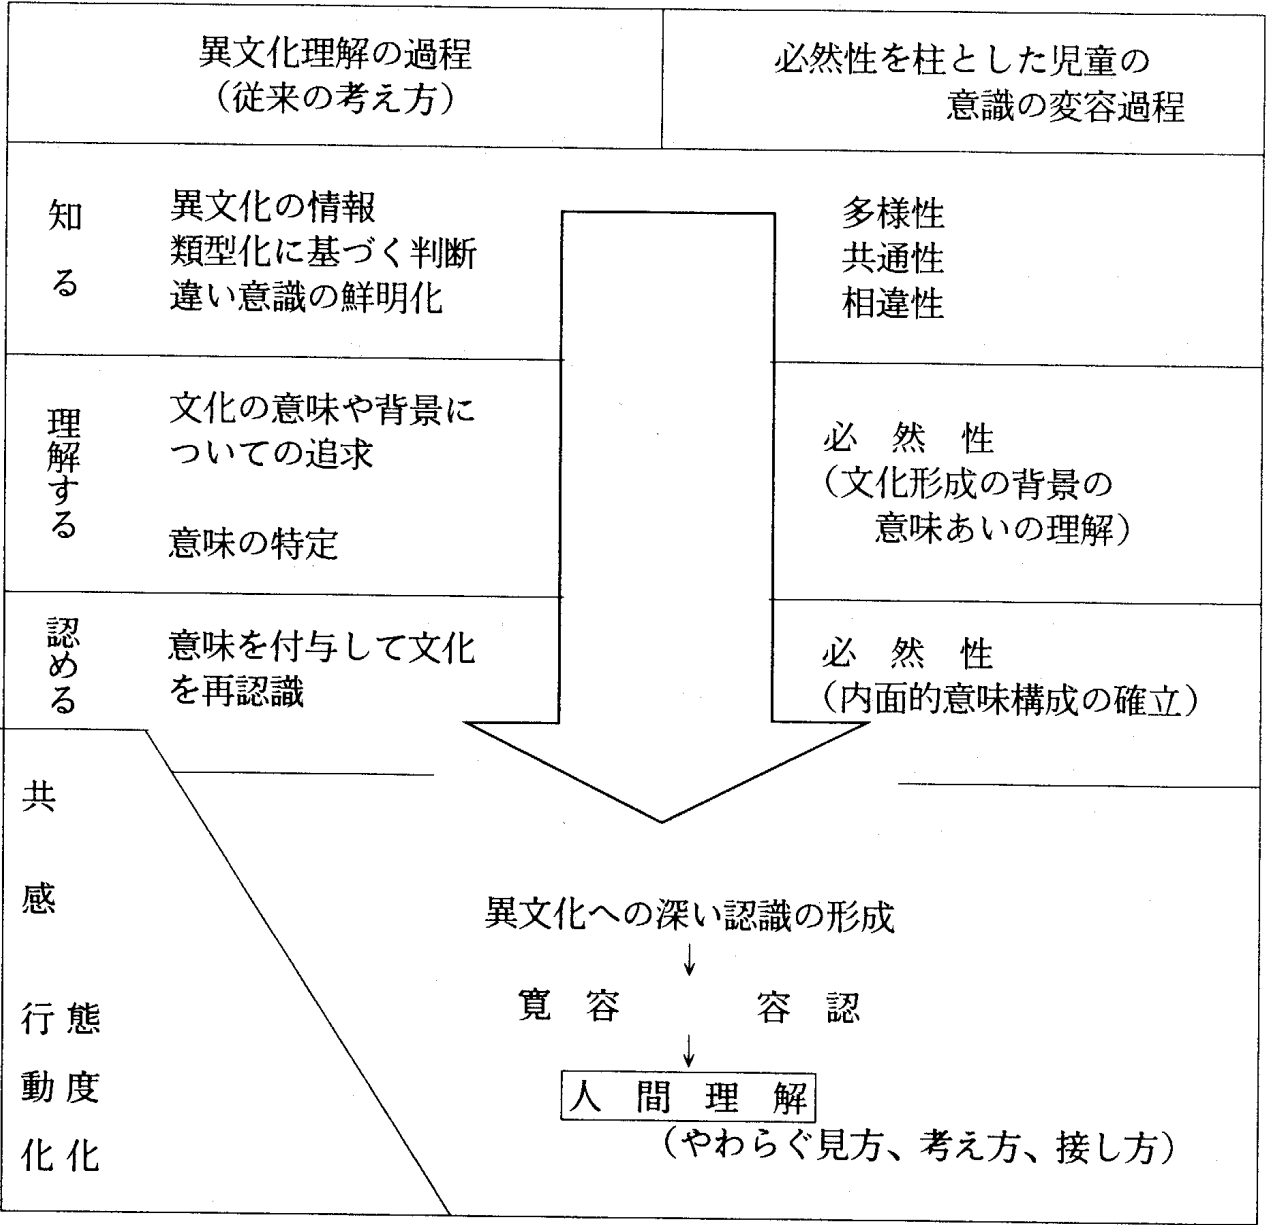 異文化理解の過程
(従来の考え方)
必然性を柱とした児童の
意識の変容過程
知る
異文化の情報
類型化に基づく判断
違い意識の鮮明化
多様性
共通性
相違性
理解する
文化の意味や背景に
ついての追求
意味の特定
必然性
(文化形成の背景の
意味あいの理解)
認める
意味を付与して文化
を再認識
必然性
(内面的意味構成の確立)
共感
態度化
行動化
異文化への深い認識の形成
↓
寛容 容認
↓
人間理解
(やわらぐ見方、考え方、接し方)